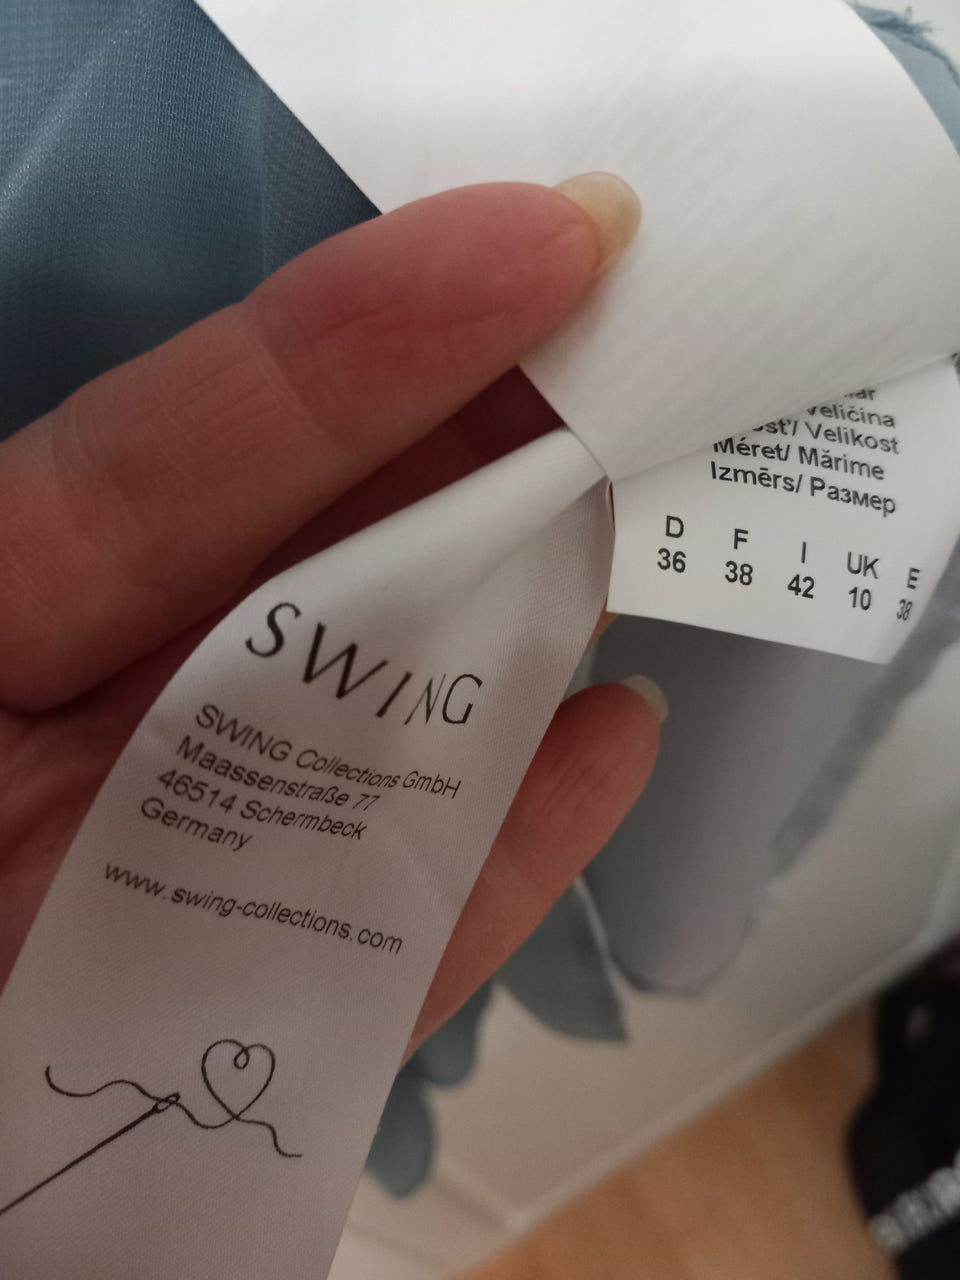 SWING
SWING Collections GmbH
Maassenstraße 77
46514 Schermbeck
Germany
www.swing-collections.com
Veličina
Velikost
Méret/ Mărime
Izmērs/ Размер
D F I UK E
36 38 42 10 38